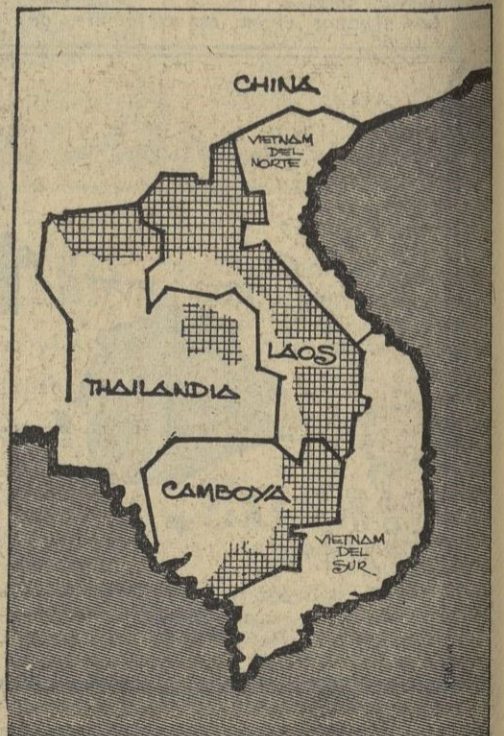 CHINA
VIETNAM
DEL
NORTE
LAOS
THAILANDIA
CAMBOYA
VIETNAM
DEL
SUR